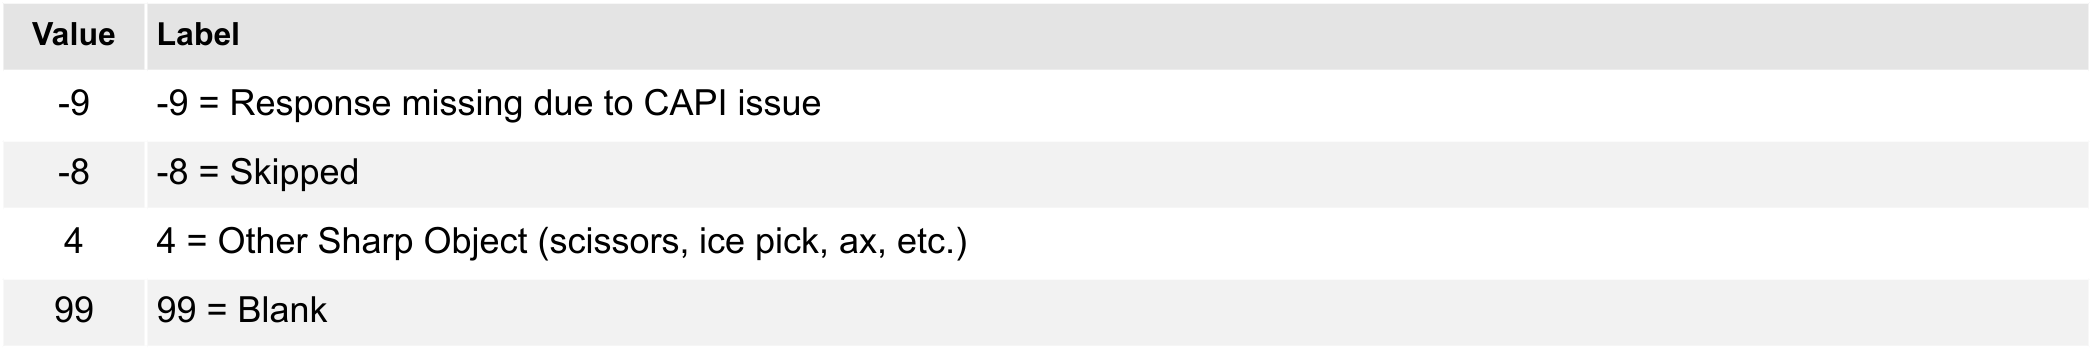 Value Label
-9 -9 = Response missing due to CAPI issue
-8 -8 = Skipped
4 4 = Other Sharp Object (scissors, ice pick, ax, etc.)
99 99 = Blank